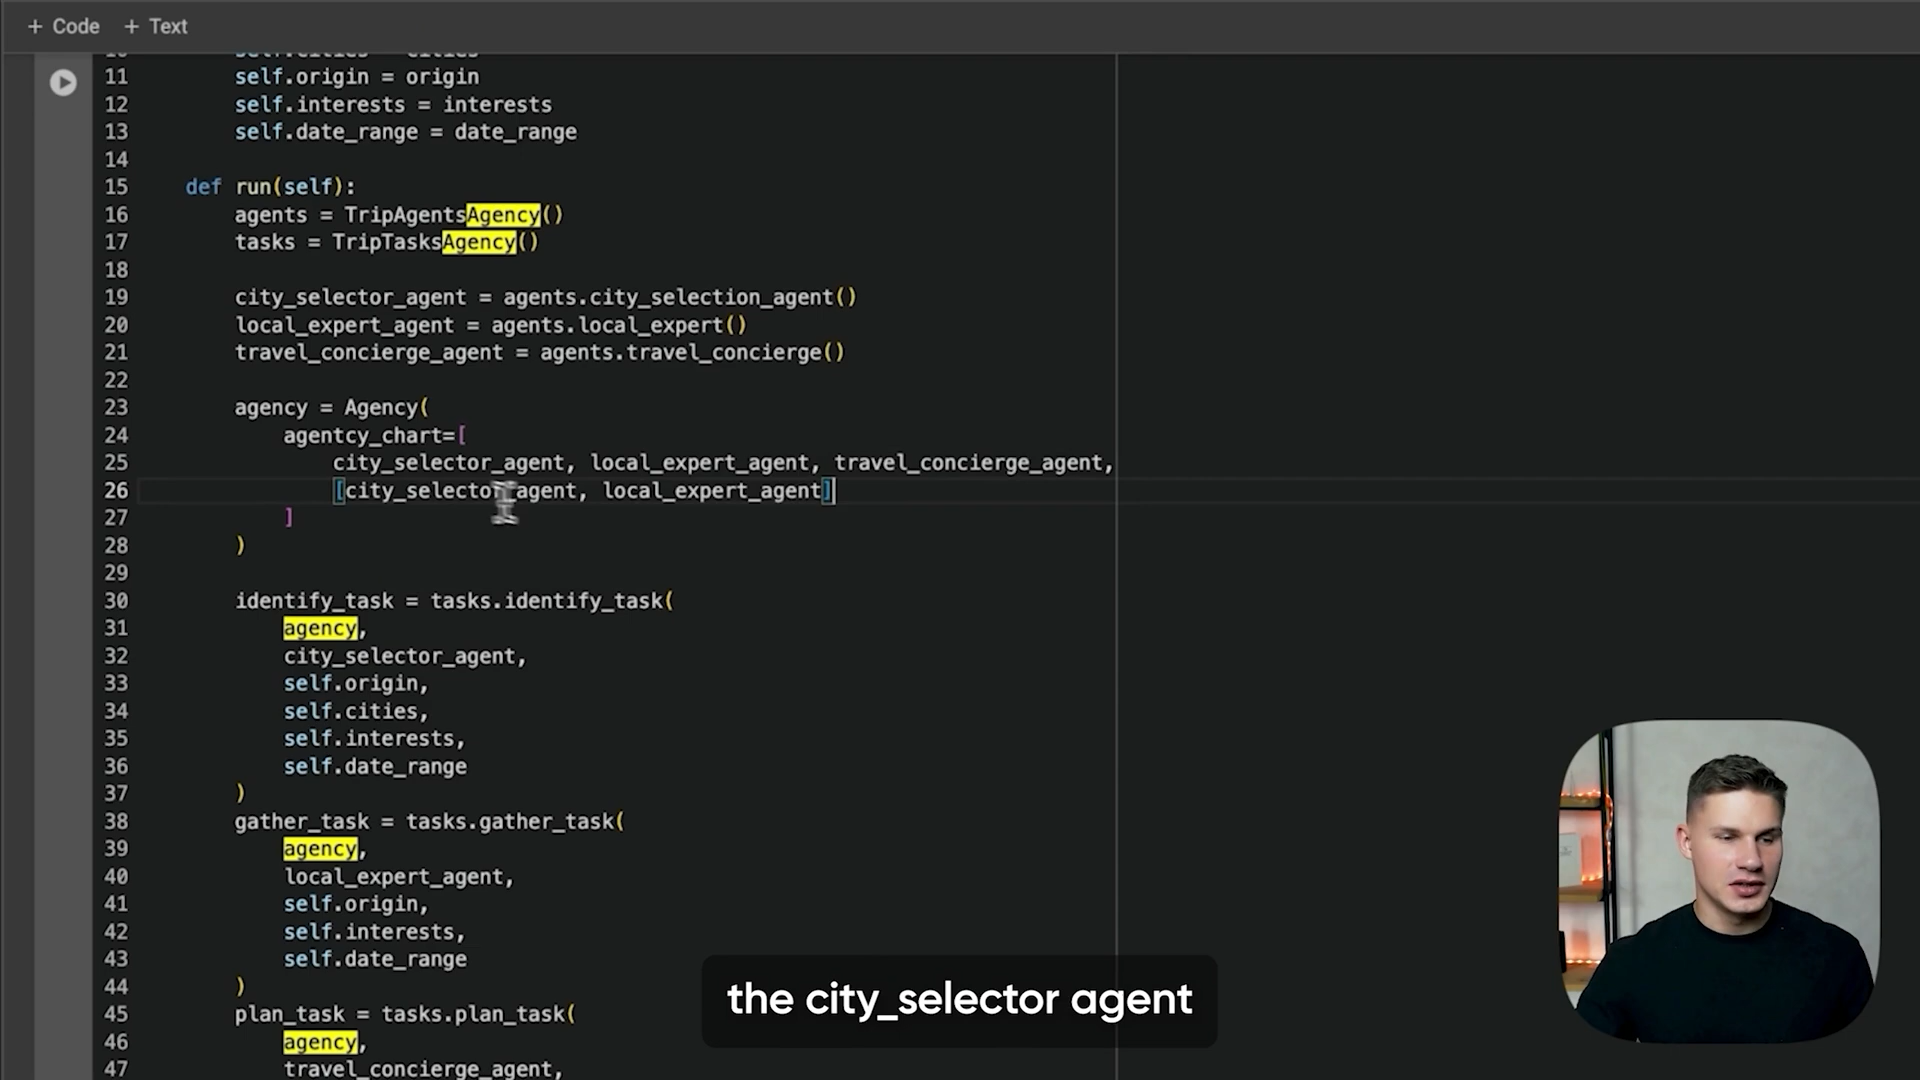 + Code + Text
10 self.cities = cities
11 self.origin = origin
12 self.interests = interests
13 self.date_range = date_range
14
15 def run(self):
16 agents = TripAgentsAgency()
17 tasks = TripTasksAgency()
18
19 city_selector_agent = agents.city_selection_agent()
20 local_expert_agent = agents.local_expert()
21 travel_concierge_agent = agents.travel_concierge()
22
23 agency = Agency(
24 agentcy_chart=[
25 city_selector_agent, local_expert_agent, travel_concierge_agent,
26 [city_selector_agent, local_expert_agent]
27 ]
28 )
29
30 identify_task = tasks.identify_task(
31 agency,
32 city_selector_agent,
33 self.origin,
34 self.cities,
35 self.interests,
36 self.date_range
37 )
38 gather_task = tasks.gather_task(
39 agency,
40 local_expert_agent,
41 self.origin,
42 self.interests,
43 self.date_range
44 )
45 plan_task = tasks.plan_task(
46 agency,
47 travel_concierge_agent,
the city_selector agent